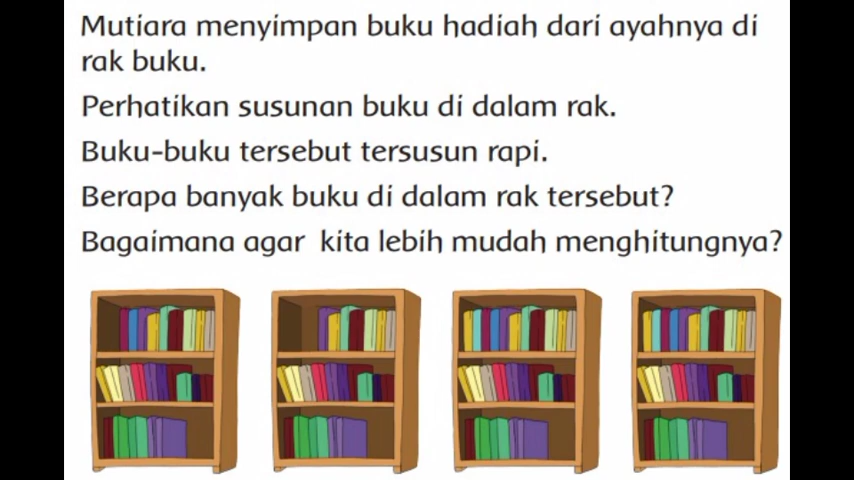 Mutiara menyimpan buku hadiah dari ayahnya di
rak buku.
Perhatikan susunan buku di dalam rak.
Buku-buku tersebut tersusun rapi.
Berapa banyak buku di dalam rak tersebut?
Bagaimana agar kita lebih mudah menghitungnya?